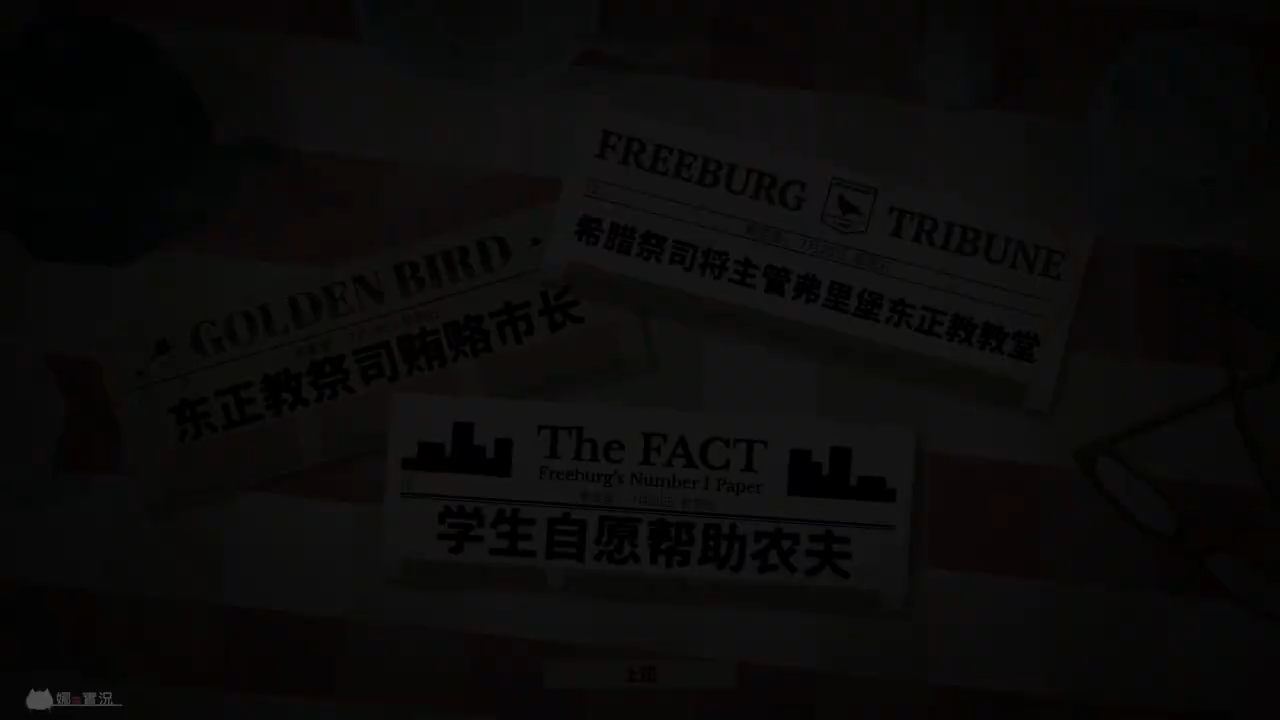 FREEBURG TRIBUNE
希腊祭司将主管弗里堡东正教教堂
GOLDEN BIRD
东正教祭司贿赂市长
The FACT
Freeburg's Number 1 Paper
学生自愿帮助农夫
上班